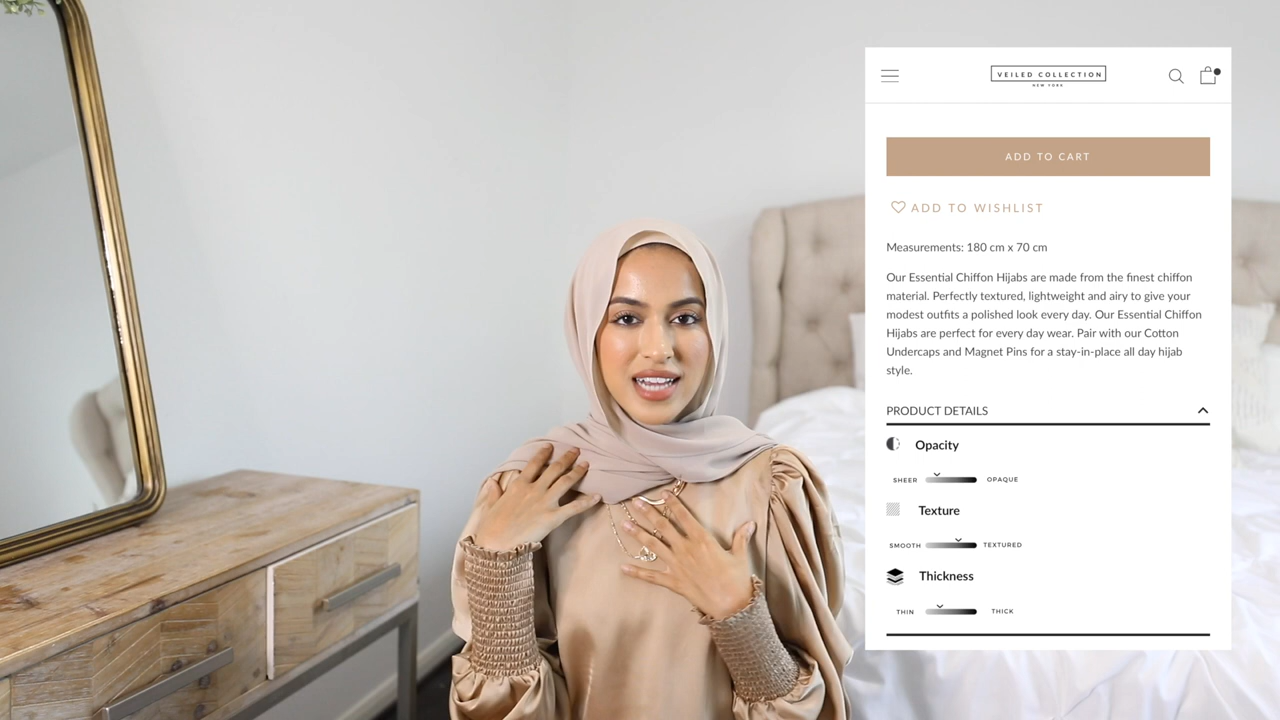 VEILED COLLECTION
NEW YORK
ADD TO CART
ADD TO WISHLIST
Measurements: 180 cm x 70 cm
Our Essential Chiffon Hijabs are made from the finest chiffon
material. Perfectly textured, lightweight and airy to give your
modest outfits a polished look every day. Our Essential Chiffon
Hijabs are perfect for every day wear. Pair with our Cotton
Undercaps and Magnet Pins for a stay-in-place all day hijab
style.
PRODUCT DETAILS
Opacity
SHEER OPAQUE
Texture
SMOOTH TEXTURED
Thickness
THIN THICK